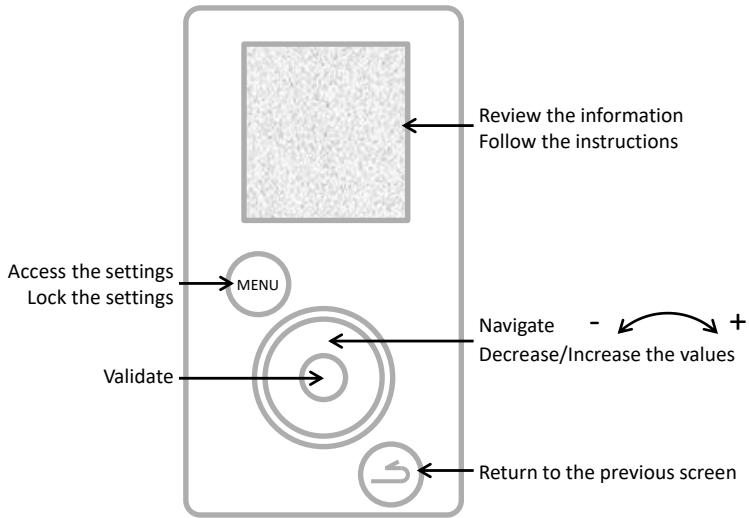 Review the information
Follow the instructions
Access the settings
Lock the settings
MENU
Navigate - +
Decrease/Increase the values
Validate
Return to the previous screen